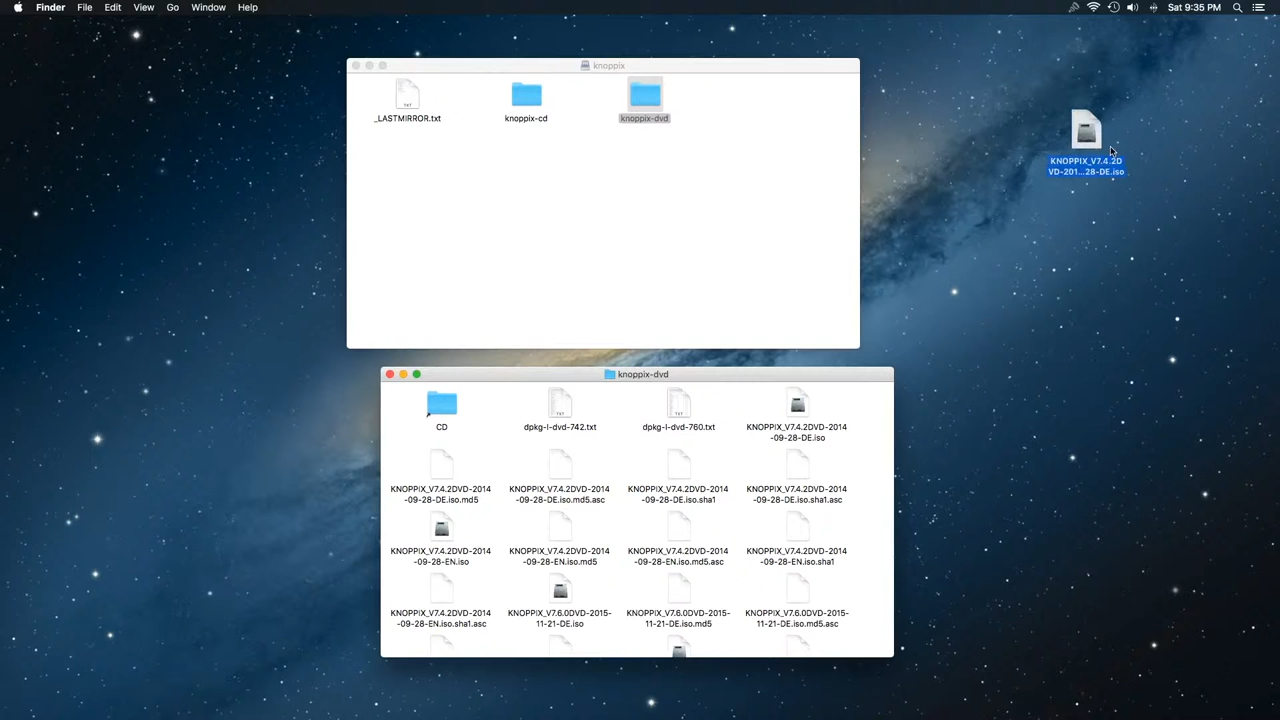 Finder File Edit View Go Window Help Sat 9:35 PM
knoppix
_LASTMIRROR.txt knoppix-cd knoppix-dvd
KNOPPIX_V7.4.2D
VD-201...28-DE.iso
knoppix-dvd
CD dpkg-l-dvd-742.txt dpkg-l-dvd-760.txt KNOPPIX_V7.4.2DVD-2014
-09-28-DE.iso
KNOPPIX_V7.4.2DVD-2014 KNOPPIX_V7.4.2DVD-2014 KNOPPIX_V7.4.2DVD-2014 KNOPPIX_V7.4.2DVD-2014
-09-28-DE.iso.md5 -09-28-DE.iso.md5.asc -09-28-DE.iso.sha1 -09-28-DE.iso.sha1.asc
KNOPPIX_V7.4.2DVD-2014 KNOPPIX_V7.4.2DVD-2014 KNOPPIX_V7.4.2DVD-2014 KNOPPIX_V7.4.2DVD-2014
-09-28-EN.iso -09-28-EN.iso.md5 -09-28-EN.iso.md5.asc -09-28-EN.iso.sha1
KNOPPIX_V7.4.2DVD-2014 KNOPPIX_V7.6.0DVD-2015- KNOPPIX_V7.6.0DVD-2015- KNOPPIX_V7.6.0DVD-2015-
-09-28-EN.iso.sha1.asc 11-21-DE.iso 11-21-DE.iso.md5 11-21-DE.iso.md5.asc